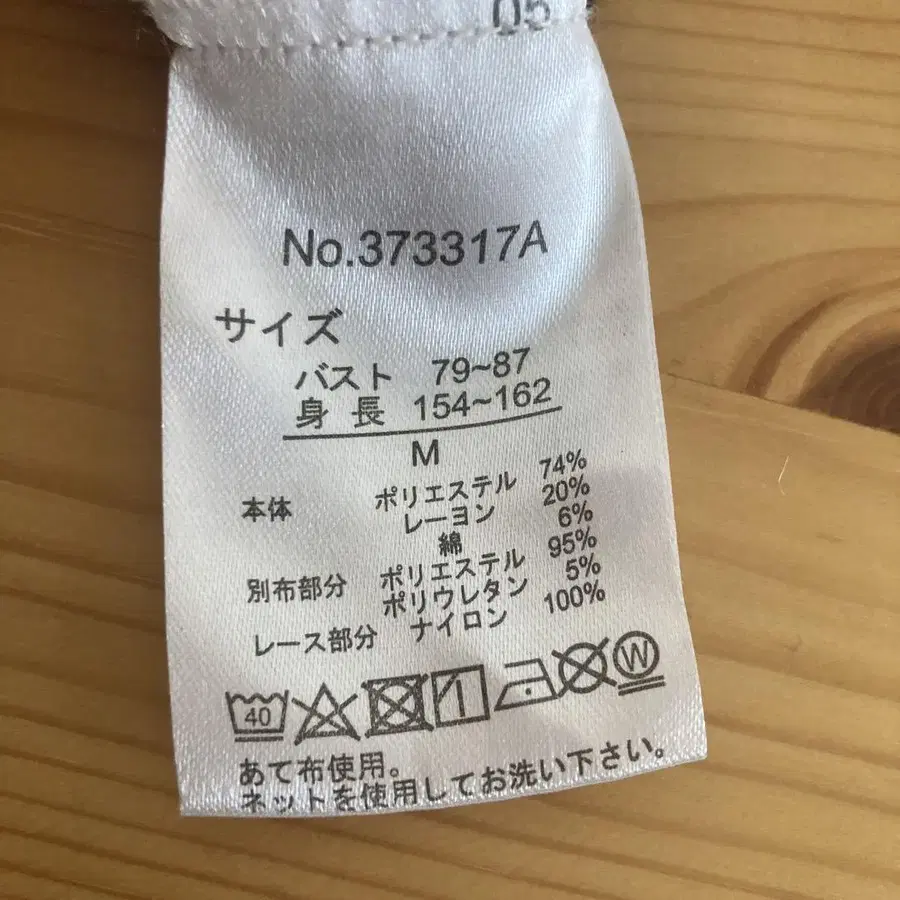 05
No.373317A
サイズ
バスト 79~87
身 長 154~162
M
本体 ポリエステル 74%
レーヨン 20%
綿 6%
別布部分 ポリエステル 95%
ポリウレタン 5%
レース部分 ナイロン 100%
40 W
あて布使用。
ネットを使用してお洗い下さい。